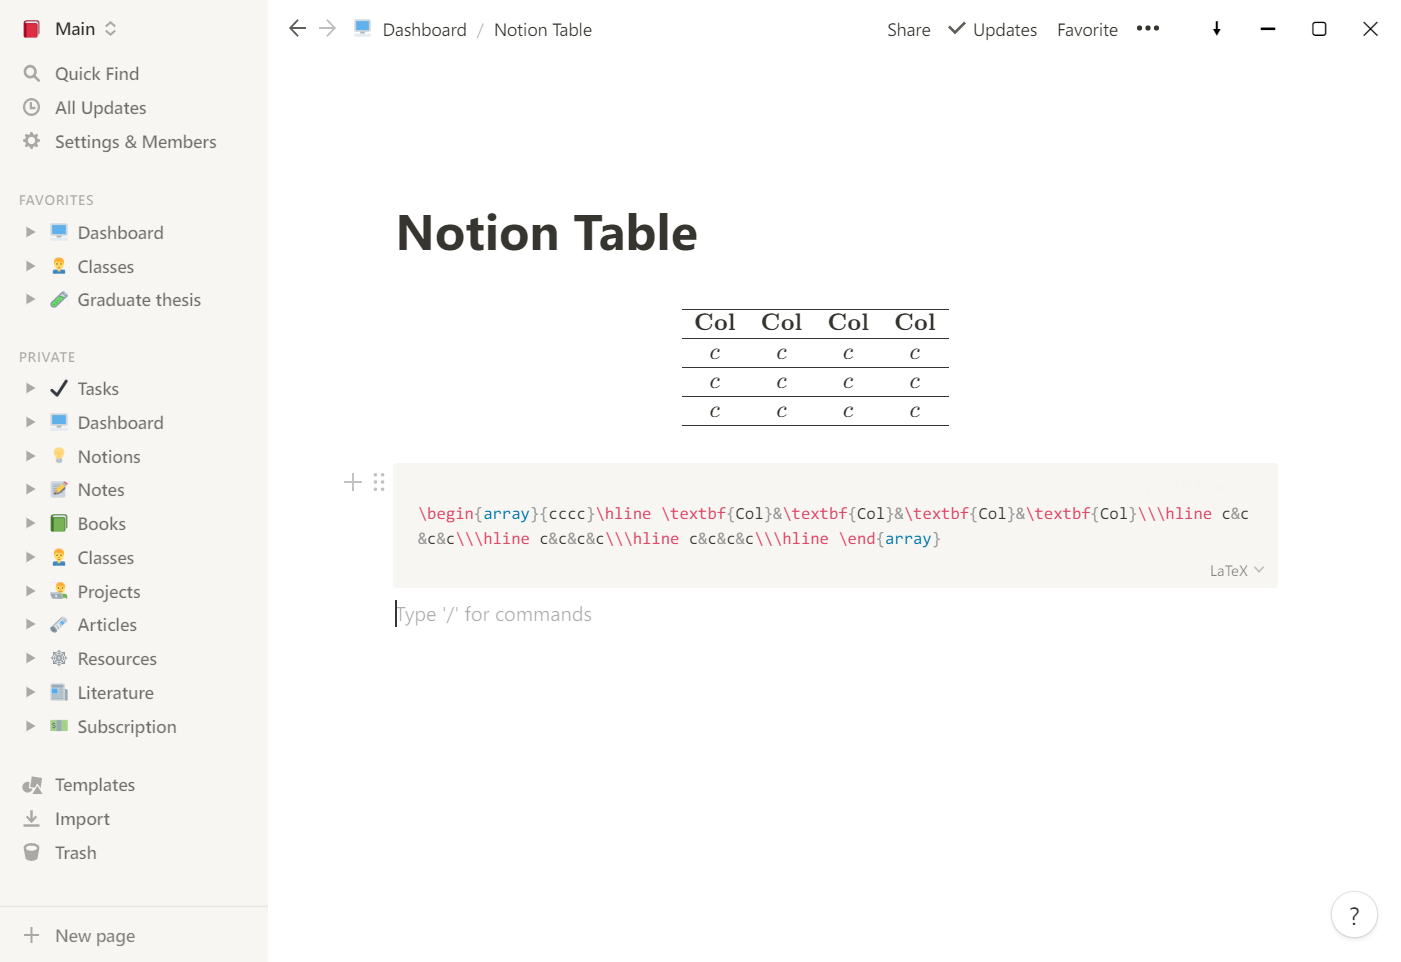 Main
Quick Find
All Updates
Settings & Members
FAVORITES
Dashboard
Classes
Graduate thesis
PRIVATE
Tasks
Dashboard
Notions
Notes
Books
Classes
Projects
Articles
Resources
Literature
Subscription
Templates
Import
Trash
New page
Dashboard / Notion Table
Share Updates Favorite
Notion Table
Col Col Col Col
c c c c
c c c c
c c c c
\begin{array}{cccc}\hline \textbf{Col}&\textbf{Col}&\textbf{Col}&\textbf{Col}\\\hline c&c
&c&c\\\hline c&c&c&c\\\hline c&c&c&c\\\hline \end{array}
LaTeX
Type '/' for commands
?